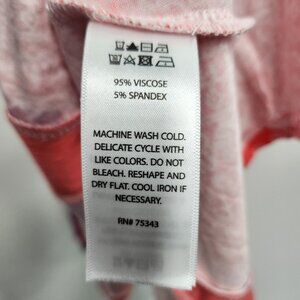 95% VISCOSE
5% SPANDEX
MACHINE WASH COLD.
DELICATE CYCLE WITH
LIKE COLORS. DO NOT
BLEACH. RESHAPE AND
DRY FLAT. COOL IRON IF
NECESSARY.
RN# 75343